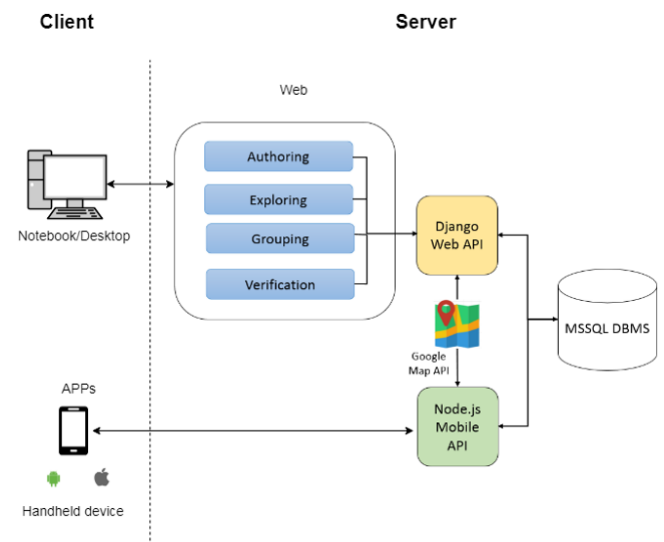 Client
Server
Web
Authoring
Exploring
Grouping
Verification
Notebook/Desktop
Django
Web API
MSSQL DBMS
Google
Map API
APPs
Node.js
Mobile
API
Handheld device